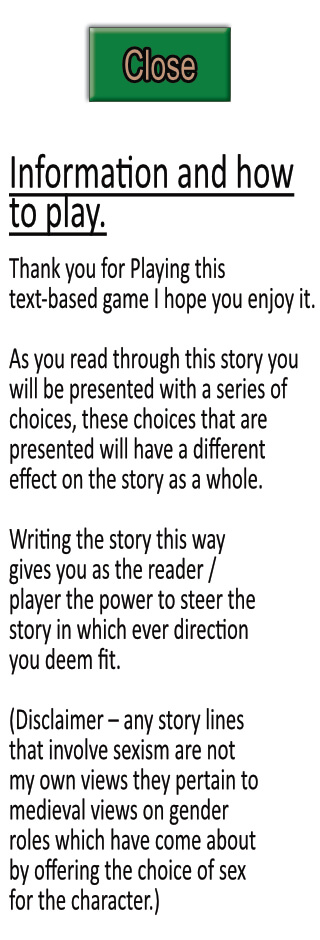 Close
Information and how
to play.
Thank you for Playing this
text-based game I hope you enjoy it.
As you read through this story you
will be presented with a series of
choices, these choices that are
presented will have a different
effect on the story as a whole.
Writing the story this way
gives you as the reader /
player the power to steer the
story in which ever direction
you deem fit.
(Disclaimer – any story lines
that involve sexism are not
my own views they pertain to
medieval views on gender
roles which have come about
by offering the choice of sex
for the character.)